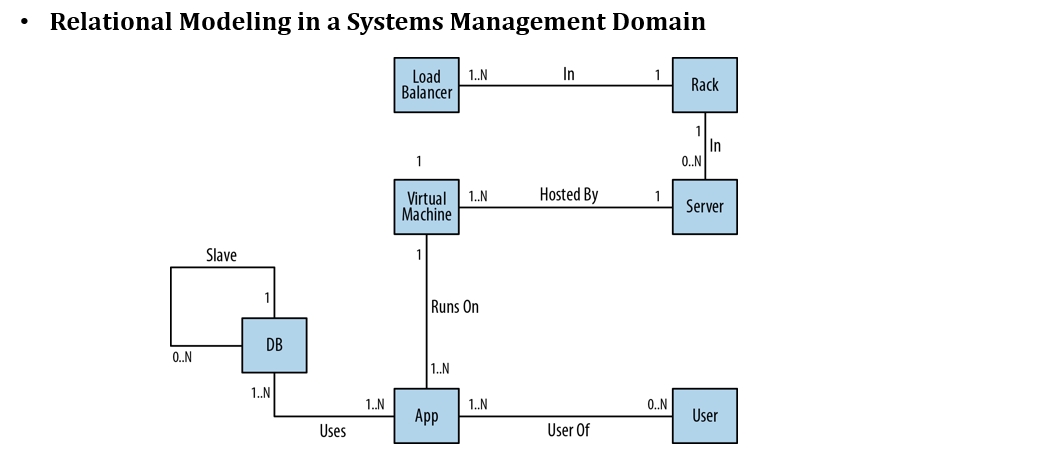 • Relational Modeling in a Systems Management Domain
Load
Balancer
1..N
In
1
Rack
1
In
0..N
1
Virtual
Machine
1..N
Hosted By
1
Server
1
Slave
1
Runs On
DB
0..N
1..N
1..N
1..N
App
1..N
0..N
User
Uses
User Of